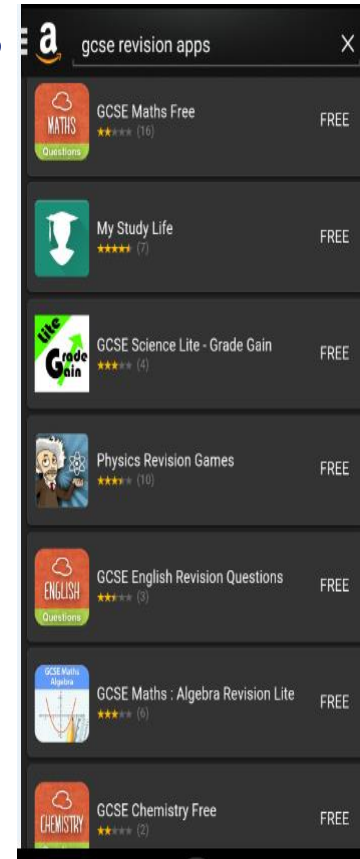 a gcse revision apps X
MATHS
Questions
GCSE Maths Free
(16)
FREE
My Study Life
(7)
FREE
lite
Grade
Gain
GCSE Science Lite - Grade Gain
(4)
FREE
Physics Revision Games
(10)
FREE
ENGLISH
Questions
GCSE English Revision Questions
(3)
FREE
GCSE Maths
Algebra
GCSE Maths : Algebra Revision Lite
(6)
FREE
CHEMISTRY
GCSE Chemistry Free
(2)
FREE